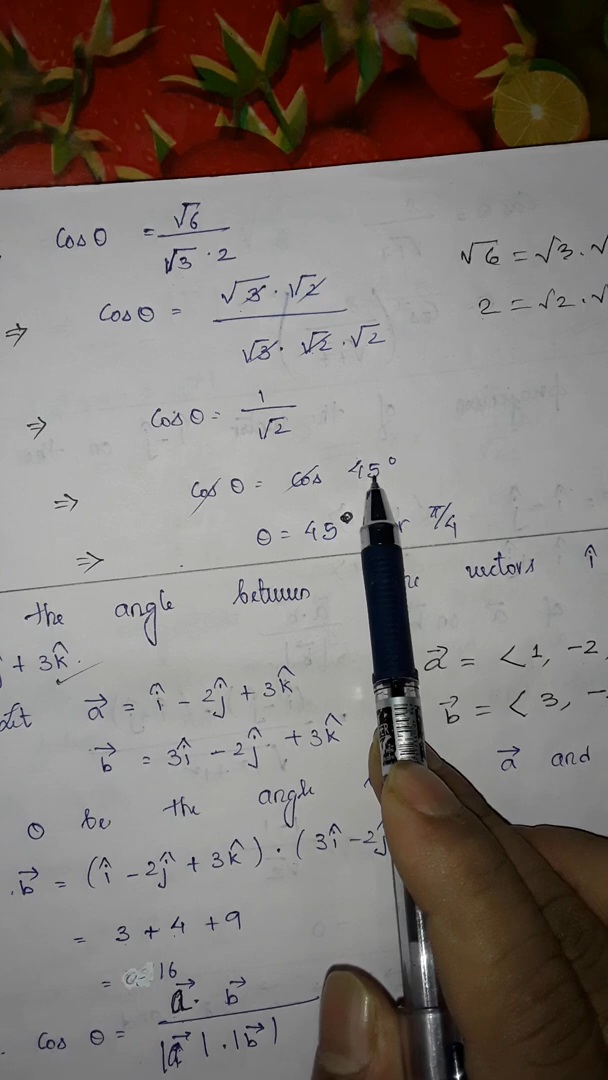 cos θ = √6 / √3 · 2
√6 = √3 · √
⇒ cos θ = √3 · √2 / √3 · √2 · √2
2 = √2 · √
⇒ cos θ = 1 / √2
⇒ cos θ = cos 45°
⇒ θ = 45° r π/4
the angle between the vectors î
+ 3k̂
Let a⃗ = î - 2ĵ + 3k̂
a⃗ = < 1, -2,
b⃗ = 3î - 2ĵ + 3k̂
b⃗ = < 3, -
θ be the angle a⃗ and
. b⃗ = (î - 2ĵ + 3k̂) · (3î - 2ĵ
= 3 + 4 + 9
= 16
cos θ = a⃗ · b⃗ / |a⃗| · |b⃗|